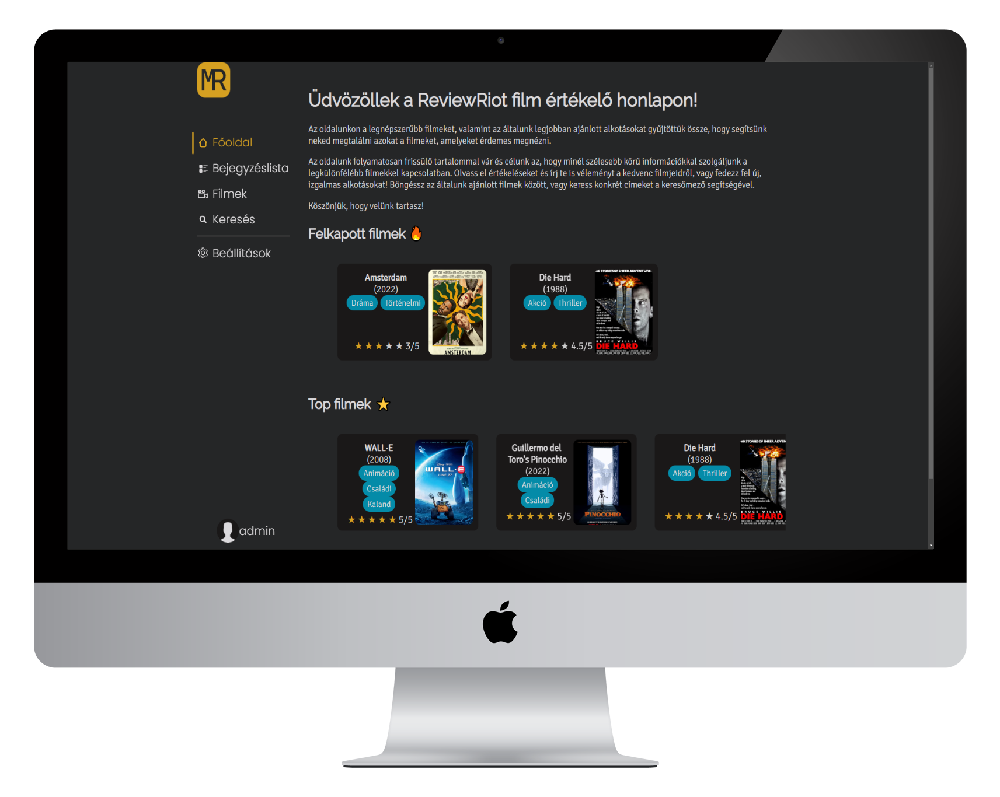 MR
Főoldal
Bejegyzéslista
Filmek
Keresés
Beállítások
admin
Üdvözöllek a ReviewRiot film értékelő honlapon!
Az oldalunkon a legnépszerűbb filmeket, valamint az általunk legjobban ajánlott alkotásokat gyűjtöttük össze, hogy segítsünk
neked megtalálni azokat a filmeket, amelyeket érdemes megnézni.
Az oldalunk folyamatosan frissülő tartalommal vár és célunk az, hogy minél szélesebb körű információkkal szolgáljunk a
legkülönfélébb filmekkel kapcsolatban. Olvass el értékeléseket és írj te is véleményt a kedvenc filmjeidről, vagy fedezz fel új,
izgalmas alkotásokat! Böngéssz az általunk ajánlott filmek között, vagy keress konkrét címeket a keresőmező segítségével.
Köszönjük, hogy velünk tartasz!
Felkapott filmek 🔥
Amsterdam
(2022)
Dráma Történelmi
★★★★★ 3/5
AMSTERDAM
Die Hard
(1988)
Akció Thriller
★★★★★ 4.5/5
40 STORIES OF SHEER ADVENTURE.
BRUCE WILLIS
DIE HARD
Top filmek ⭐
WALL·E
(2008)
Animáció
Családi
Kaland
★★★★★ 5/5
DISNEY·PIXAR
WALL·E
JUNE 27
Guillermo del
Toro's Pinocchio
(2022)
Animáció
Családi
★★★★★ 5/5
PINOCCHIO
Die Hard
(1988)
Akció Thriller
★★★★★ 4.5/5
40 STORIES OF SHEER ADVEN
BRUCE WILLIS
DIE HARD